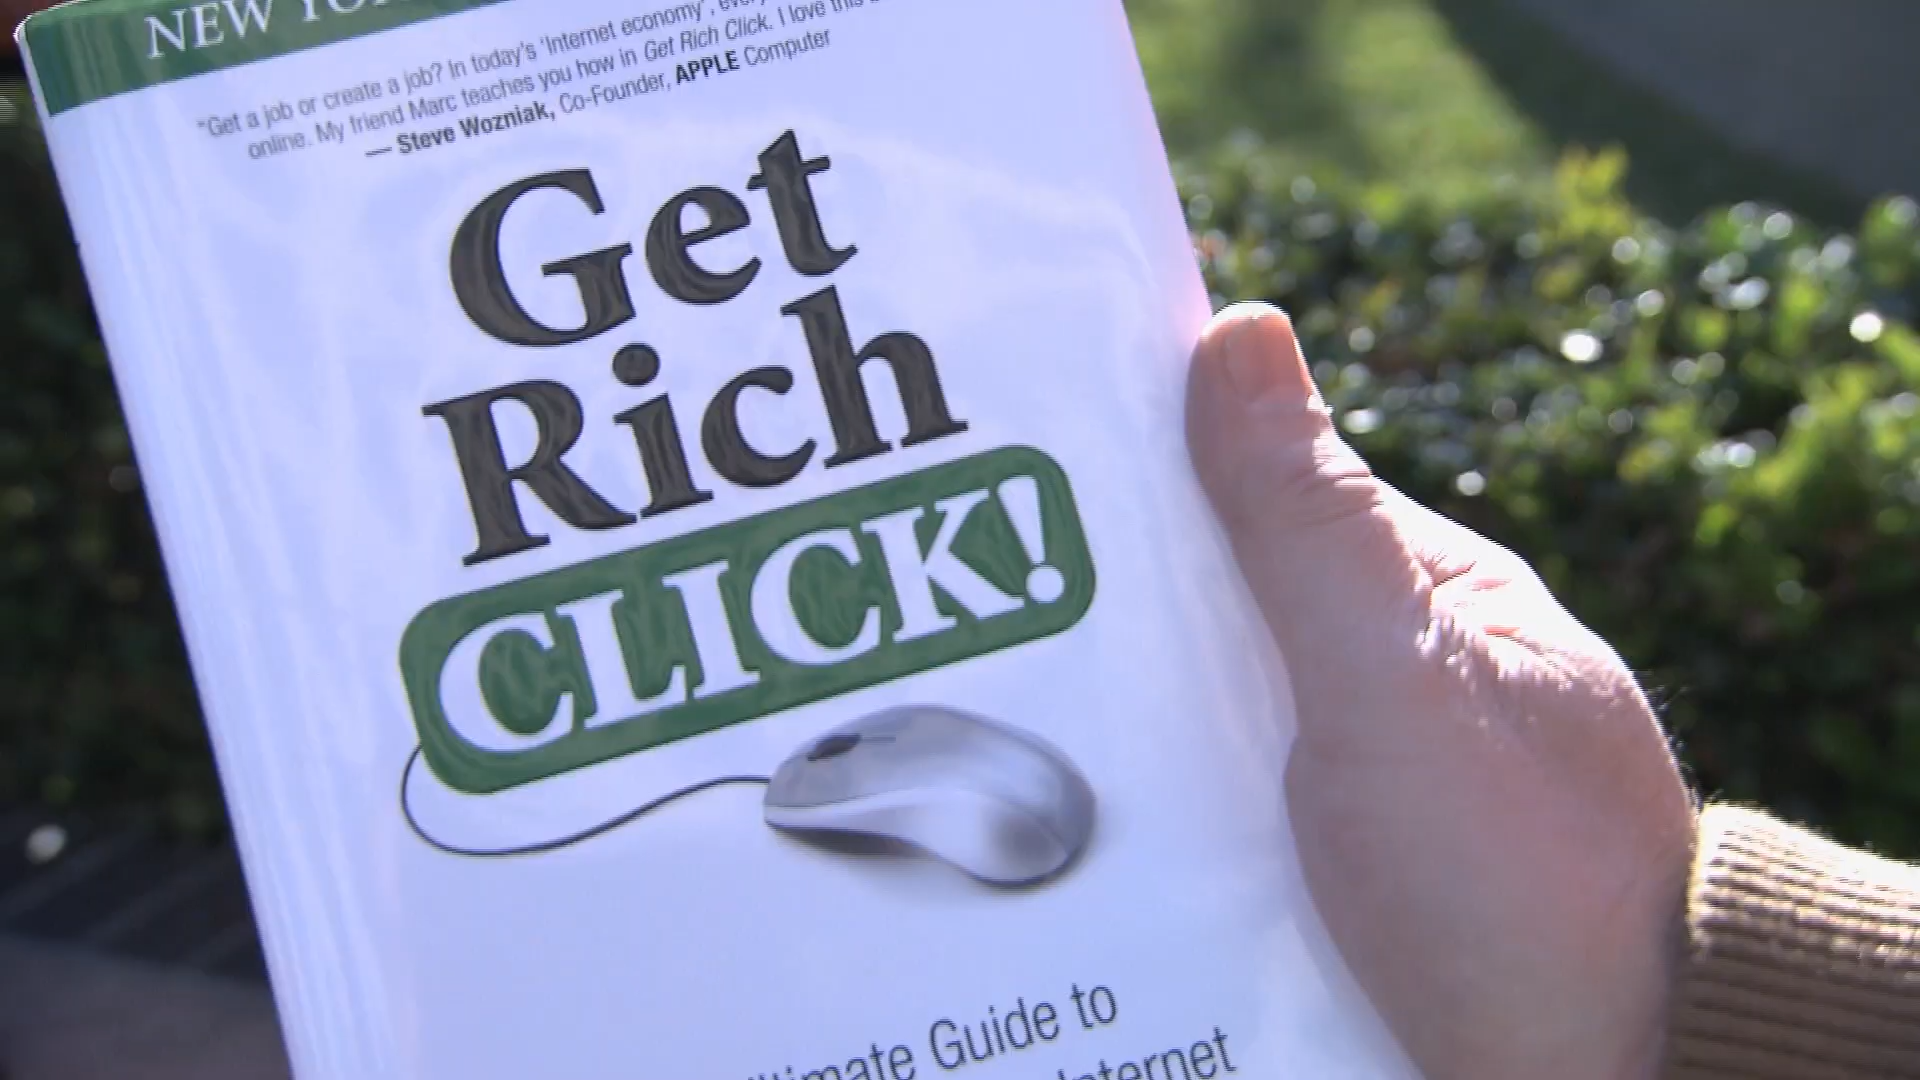 NEW
"Get a job or create a job? In today's 'Internet economy',
online. My friend Marc teaches you how in Get Rich Click. I love this
— Steve Wozniak, Co-Founder, APPLE Computer
Get
Rich
CLICK!
Guide to